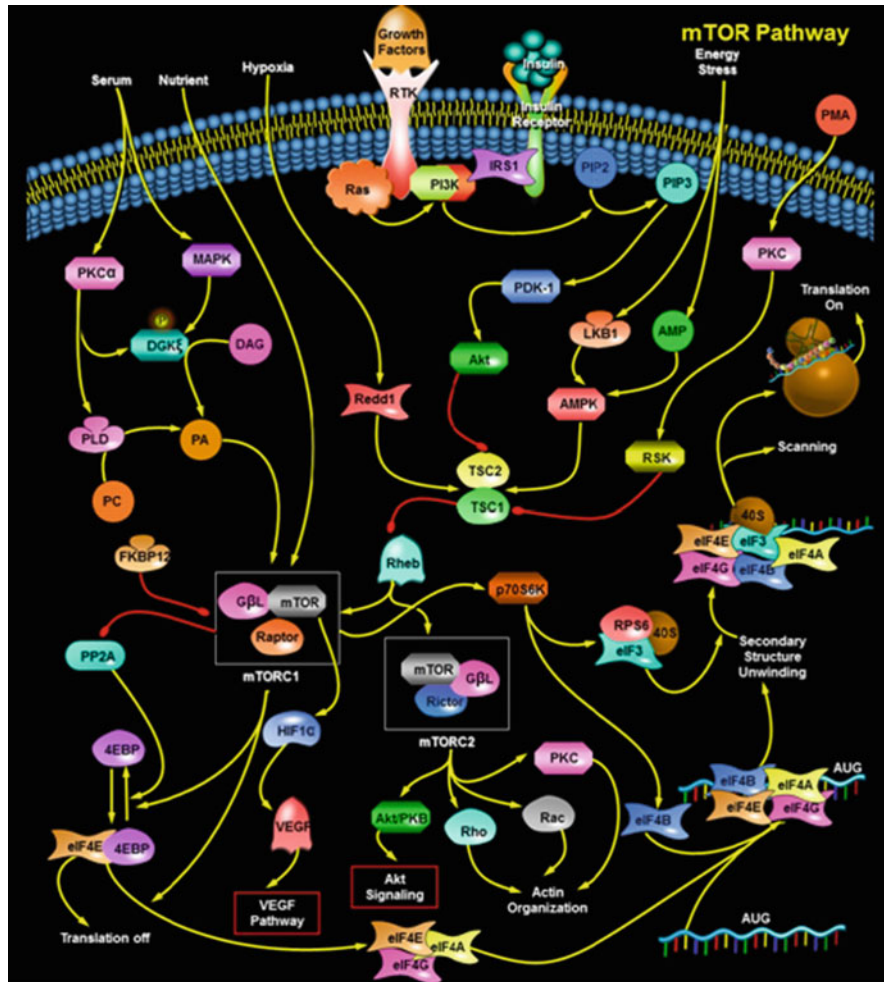 mTOR Pathway
Growth
Factors
Insulin
Energy
Stress
Serum
Nutrient
Hypoxia
RTK
Insulin
Receptor
PMA
Ras
PI3K
IRS1
PIP2
PIP3
PKCα
MAPK
PDK-1
PKC
P
DGKξ
DAG
Akt
LKB1
AMP
Translation
On
Redd1
AMPK
PLD
PA
TSC2
RSK
Scanning
PC
TSC1
40S
eIF4E
eIF3
eIF4A
eIF4G
eIF4B
FKBP12
Rheb
GβL
mTOR
p70S6K
Raptor
RPS6
40S
eIF3
PP2A
mTORC1
mTOR
GβL
Rictor
Secondary
Structure
Unwinding
HIF1α
mTORC2
4EBP
PKC
eIF4B
eIF4A
AUG
eIF4E
eIF4G
VEGF
Akt/PKB
Rho
Rac
eIF4B
eIF4E
4EBP
VEGF
Pathway
Akt
Signaling
Actin
Organization
Translation off
eIF4E
eIF4A
eIF4G
AUG